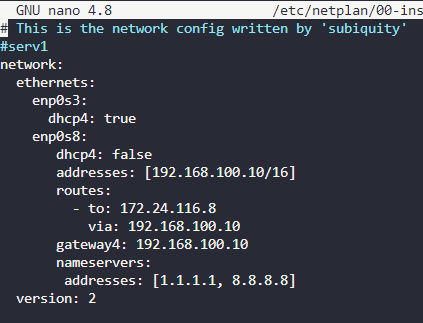 GNU nano 4.8 /etc/netplan/00-ins
# This is the network config written by 'subiquity'
#serv1
network:
  ethernets:
    enp0s3:
      dhcp4: true
    enp0s8:
       dhcp4: false
       addresses: [192.168.100.10/16]
       routes:
         - to: 172.24.116.8
           via: 192.168.100.10
       gateway4: 192.168.100.10
       nameservers:
        addresses: [1.1.1.1, 8.8.8.8]
  version: 2